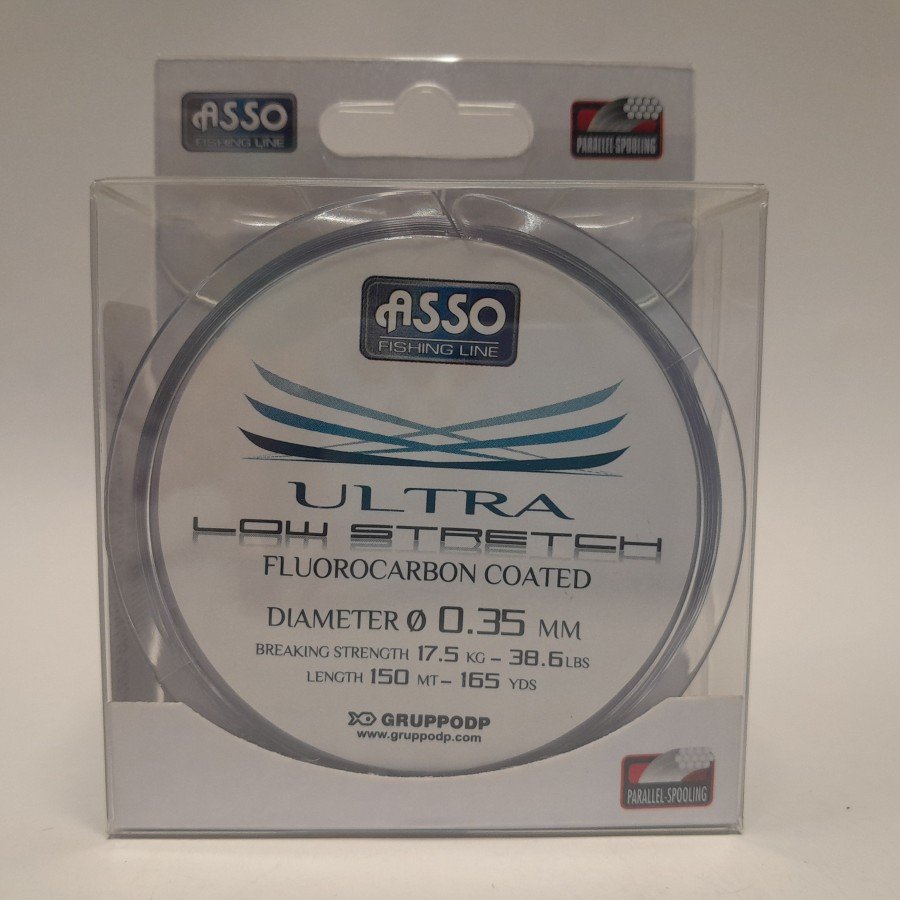 ASSO
FISHING LINE
PARALLEL-SPOOLING
ASSO
FISHING LINE
ULTRA
LOW STRETCH
FLUOROCARBON COATED
DIAMETER Ø 0.35 MM
BREAKING STRENGTH 17.5 KG - 38.6 LBS
LENGTH 150 MT - 165 YDS
GRUPPODP
www.gruppodp.com
PARALLEL-SPOOLING